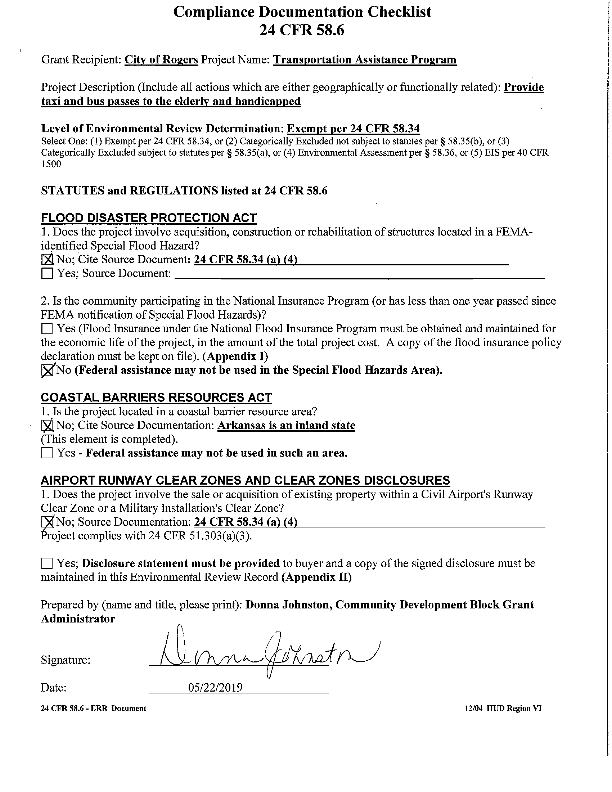 Compliance Documentation Checklist
24 CFR 58.6
Grant Recipient: City of Rogers Project Name: Transportation Assistance Program
Project Description (Include all actions which are either geographically or functionally related): Provide
taxi and bus passes to the elderly and handicapped
Level of Environmental Review Determination: Exempt per 24 CFR 58.34
Select One: (1) Exempt per 24 CFR 58.34, or (2) Categorically Excluded not subject to statutes per § 58.35(b), or (3)
Categorically Excluded subject to statutes per § 58.35(a), or (4) Environmental Assessment per § 58.36, or (5) EIS per 40 CFR
1500
STATUTES and REGULATIONS listed at 24 CFR 58.6
FLOOD DISASTER PROTECTION ACT
1. Does the project involve acquisition, construction or rehabilitation of structures located in a FEMA-
identified Special Flood Hazard?
☒ No; Cite Source Document: 24 CFR 58.34 (a) (4)
☐ Yes; Source Document:
2. Is the community participating in the National Insurance Program (or has less than one year passed since
FEMA notification of Special Flood Hazards)?
☐ Yes (Flood Insurance under the National Flood Insurance Program must be obtained and maintained for
the economic life of the project, in the amount of the total project cost. A copy of the flood insurance policy
declaration must be kept on file). (Appendix I)
☒ No (Federal assistance may not be used in the Special Flood Hazards Area).
COASTAL BARRIERS RESOURCES ACT
1. Is the project located in a coastal barrier resource area?
☒ No; Cite Source Documentation: Arkansas is an inland state
(This element is completed).
☐ Yes - Federal assistance may not be used in such an area.
AIRPORT RUNWAY CLEAR ZONES AND CLEAR ZONES DISCLOSURES
1. Does the project involve the sale or acquisition of existing property within a Civil Airport's Runway
Clear Zone or a Military Installation's Clear Zone?
☒ No; Source Documentation: 24 CFR 58.34 (a) (4)
Project complies with 24 CFR 51.303(a)(3).
☐ Yes; Disclosure statement must be provided to buyer and a copy of the signed disclosure must be
maintained in this Environmental Review Record (Appendix II)
Prepared by (name and title, please print): Donna Johnston, Community Development Block Grant
Administrator
Signature: Donna Johnston
Date: 05/22/2019
24 CFR 58.6 - ERR Document 12/04 HUD Region VI